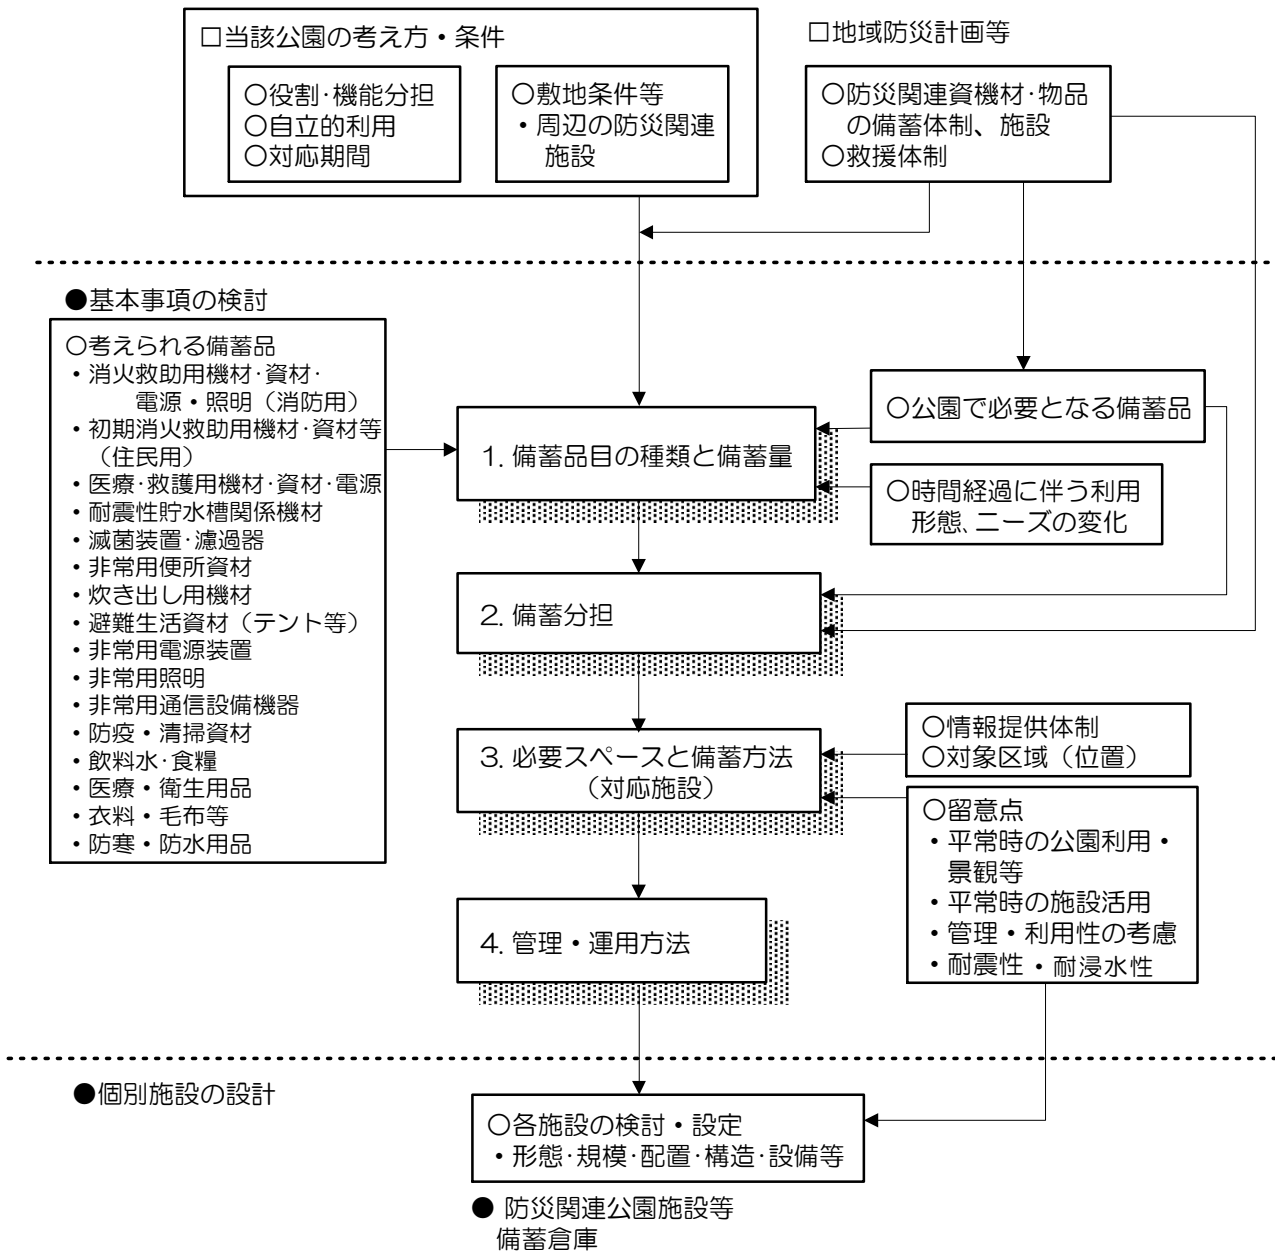 □当該公園の考え方・条件
○役割･機能分担
○自立的利用
○対応期間
○敷地条件等
・周辺の防災関連
施設
□地域防災計画等
○防災関連資機材･物品
の備蓄体制、施設
○救援体制
●基本事項の検討
○考えられる備蓄品
・消火救助用機材･資材･
電源・照明（消防用）
・初期消火救助用機材･資材等
（住民用）
・医療･救護用機材･資材･電源
・耐震性貯水槽関係機材
・滅菌装置･濾過器
・非常用便所資材
・炊き出し用機材
・避難生活資材（テント等）
・非常用電源装置
・非常用照明
・非常用通信設備機器
・防疫・清掃資材
・飲料水･食糧
・医療・衛生用品
・衣料・毛布等
・防寒・防水用品
1. 備蓄品目の種類と備蓄量
○公園で必要となる備蓄品
○時間経過に伴う利用
形態、ニーズの変化
2. 備蓄分担
3. 必要スペースと備蓄方法
（対応施設）
○情報提供体制
○対象区域（位置）
○留意点
・平常時の公園利用・
景観等
・平常時の施設活用
・管理・利用性の考慮
・耐震性・耐浸水性
4. 管理・運用方法
●個別施設の設計
○各施設の検討・設定
・形態･規模･配置･構造･設備等
● 防災関連公園施設等
備蓄倉庫